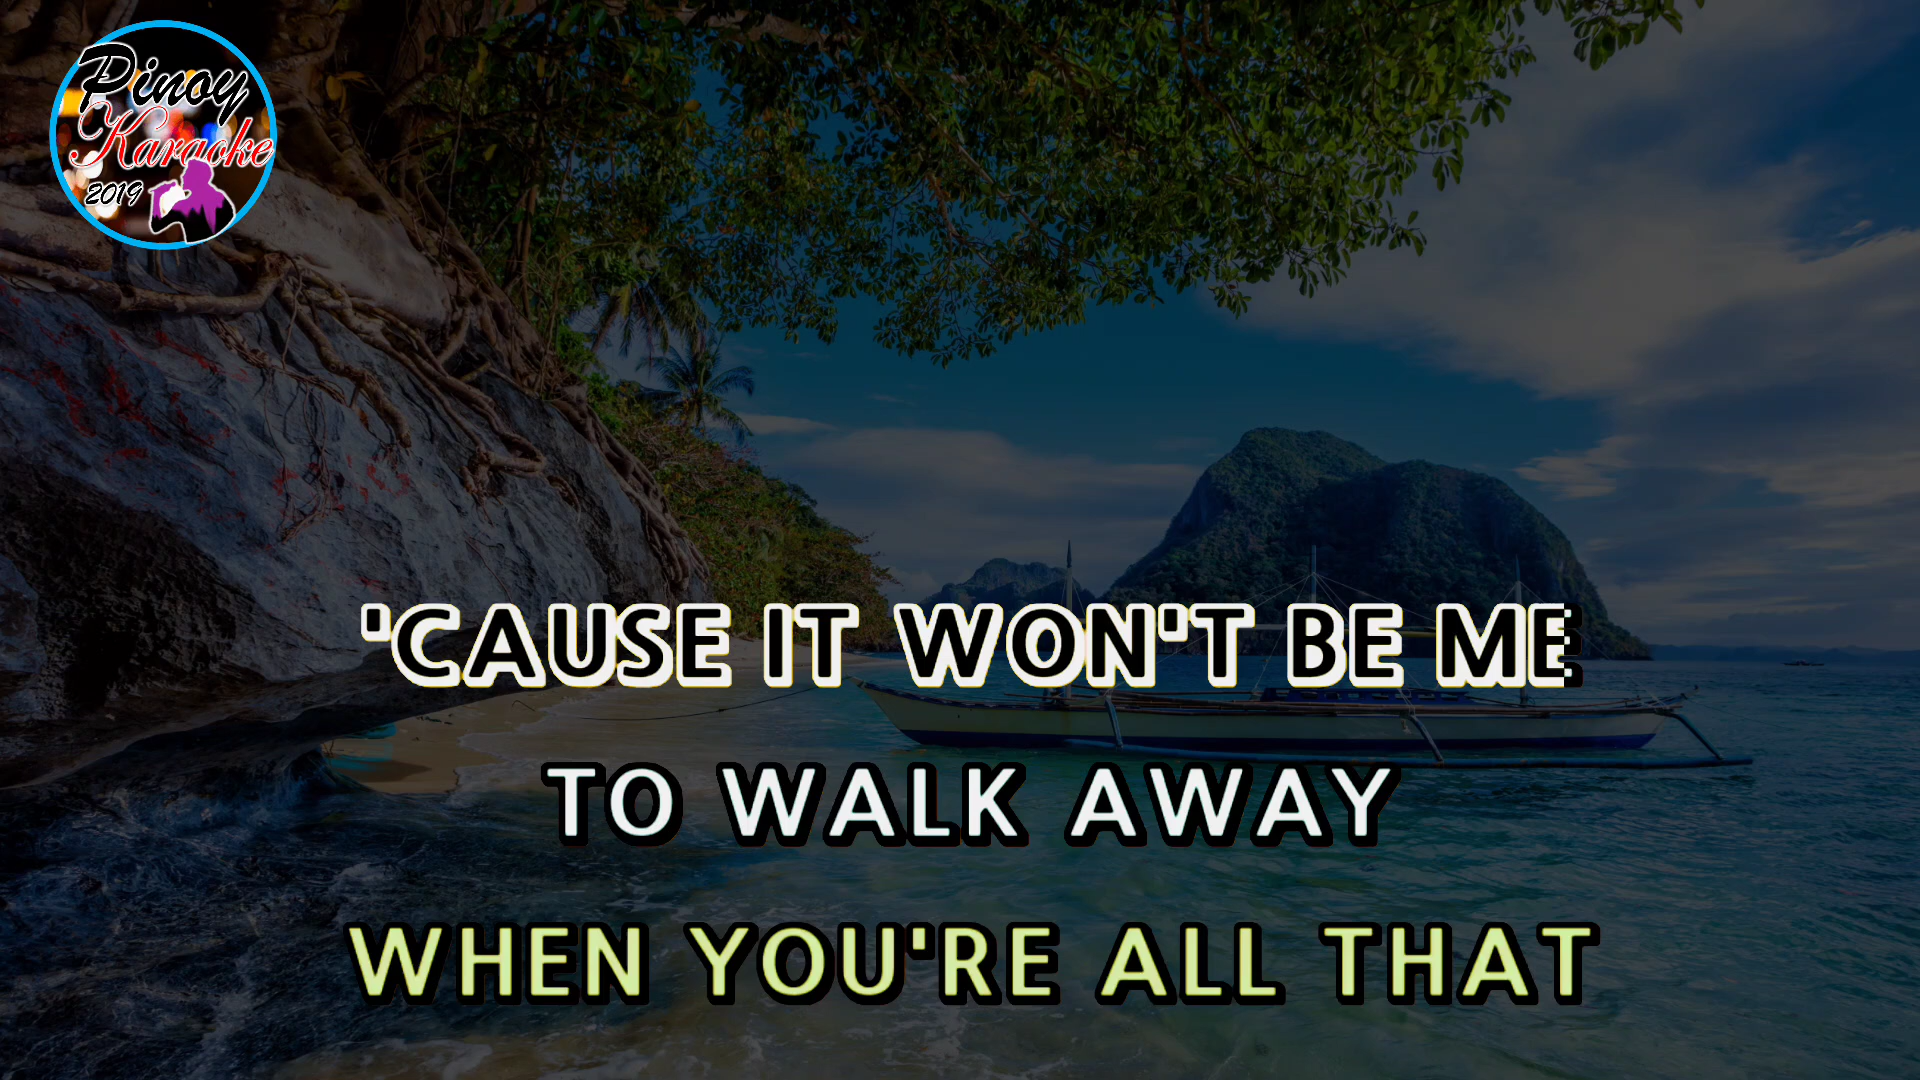 Pinoy
Karaoke
2019
'CAUSE IT WON'T BE ME
TO WALK AWAY
WHEN YOU'RE ALL THAT